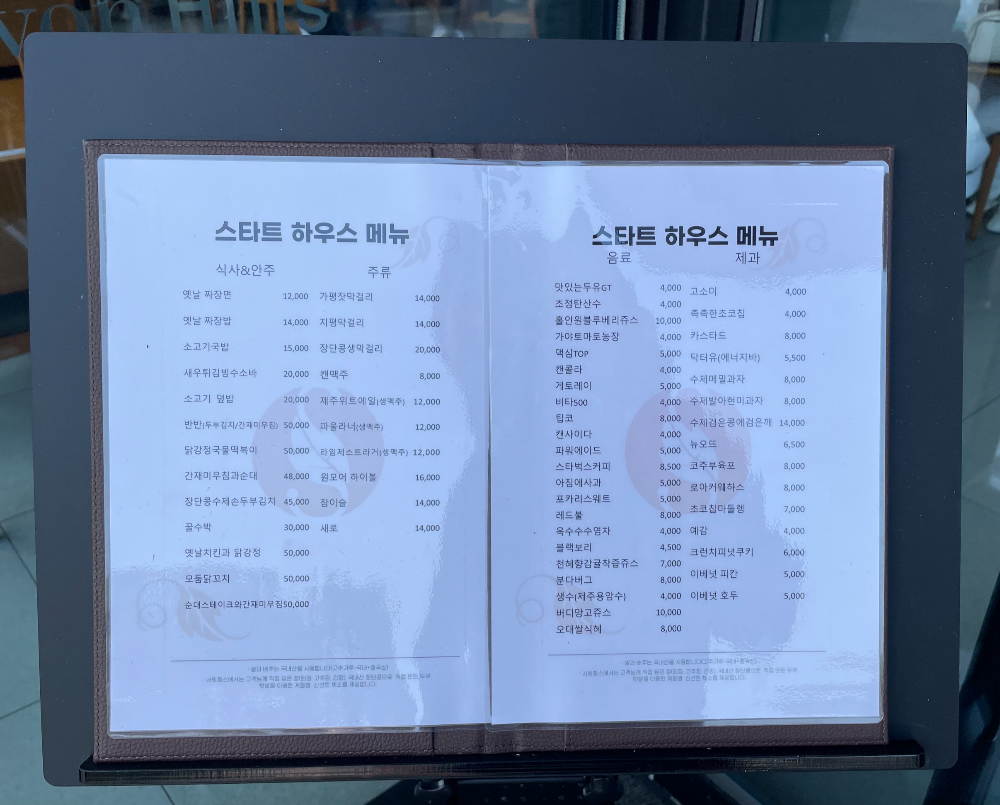 von Hills
스타트 하우스 메뉴
식사&안주
옛날 짜장면 12,000
옛날 짜장밥 14,000
소고기국밥 15,000
새우튀김빙수소바 20,000
소고기 덮밥 20,000
반반(두부김치/간재미무침) 50,000
닭강정국물떡볶이 50,000
간재미무침과순대 48,000
장단콩수제손두부김치 45,000
꿀수박 30,000
옛날치킨과 닭강정 50,000
모둠닭꼬치 50,000
순대스테이크와간재미무침50,000
주류
가평잣막걸리 14,000
지평막걸리 14,000
장단콩생막걸리 20,000
캔맥주 8,000
제주위트에일(생맥주) 12,000
파울라너(생맥주) 12,000
라임제스트라거(생맥주) 12,000
원모어 하이볼 16,000
참이슬 14,000
새로 14,000
스타트 하우스 메뉴
음료
맛있는두유GT 4,000
초정탄산수 4,000
홀인원블루베리쥬스 10,000
가야토마토농장 4,000
맥심TOP 5,000
캔콜라 4,000
게토레이 5,000
비타500 4,000
팁코 8,000
캔사이다 4,000
파워에이드 5,000
스타벅스커피 8,500
아침에사과 5,000
포카리스웨트 5,000
레드불 8,000
옥수수수염차 4,000
블랙보리 4,500
천혜향감귤착즙쥬스 7,000
분다버그 8,000
생수(제주용암수) 4,000
버디망고쥬스 10,000
오대쌀식혜 8,000
제과
고소미 4,000
촉촉한초코칩 4,000
카스타드 8,000
닥터유(에너지바) 5,500
수제메밀과자 8,000
수제발아현미과자 8,000
수제검은콩에검은깨 14,000
뉴오뜨 6,500
코주부육포 8,000
로아커웨하스 8,000
초코칩마들렝 7,000
예감 4,000
크런치피넛쿠키 6,000
이베넛 피칸 5,000
이베넛 호두 5,000